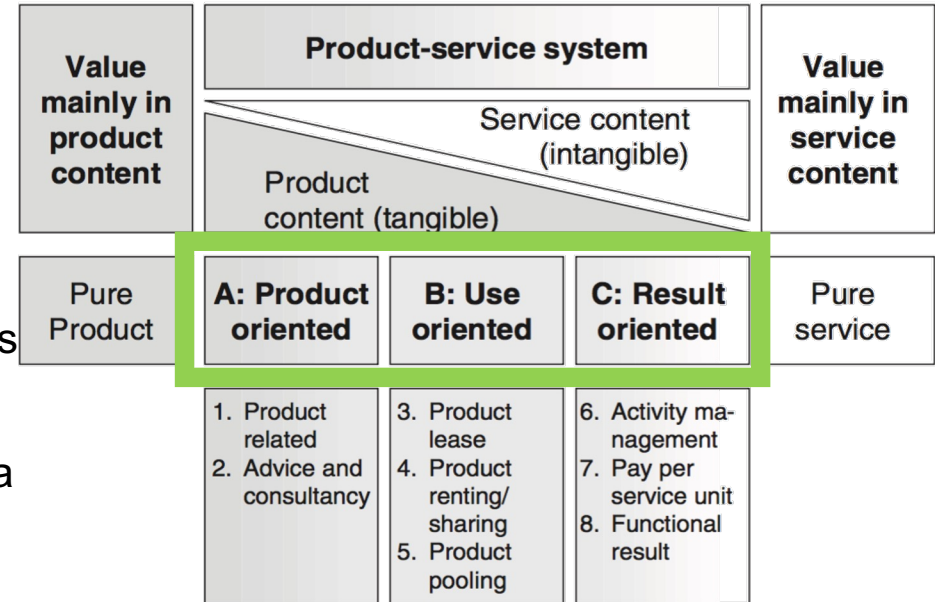 Value
mainly in
product
content
Product-service system
Service content
(intangible)
Product
content (tangible)
Value
mainly in
service
content
Pure
Product
A: Product
oriented
B: Use
oriented
C: Result
oriented
Pure
service
s
a
1. Product
related
2. Advice and
consultancy
3. Product
lease
4. Product
renting/
sharing
5. Product
pooling
6. Activity ma-
nagement
7. Pay per
service unit
8. Functional
result